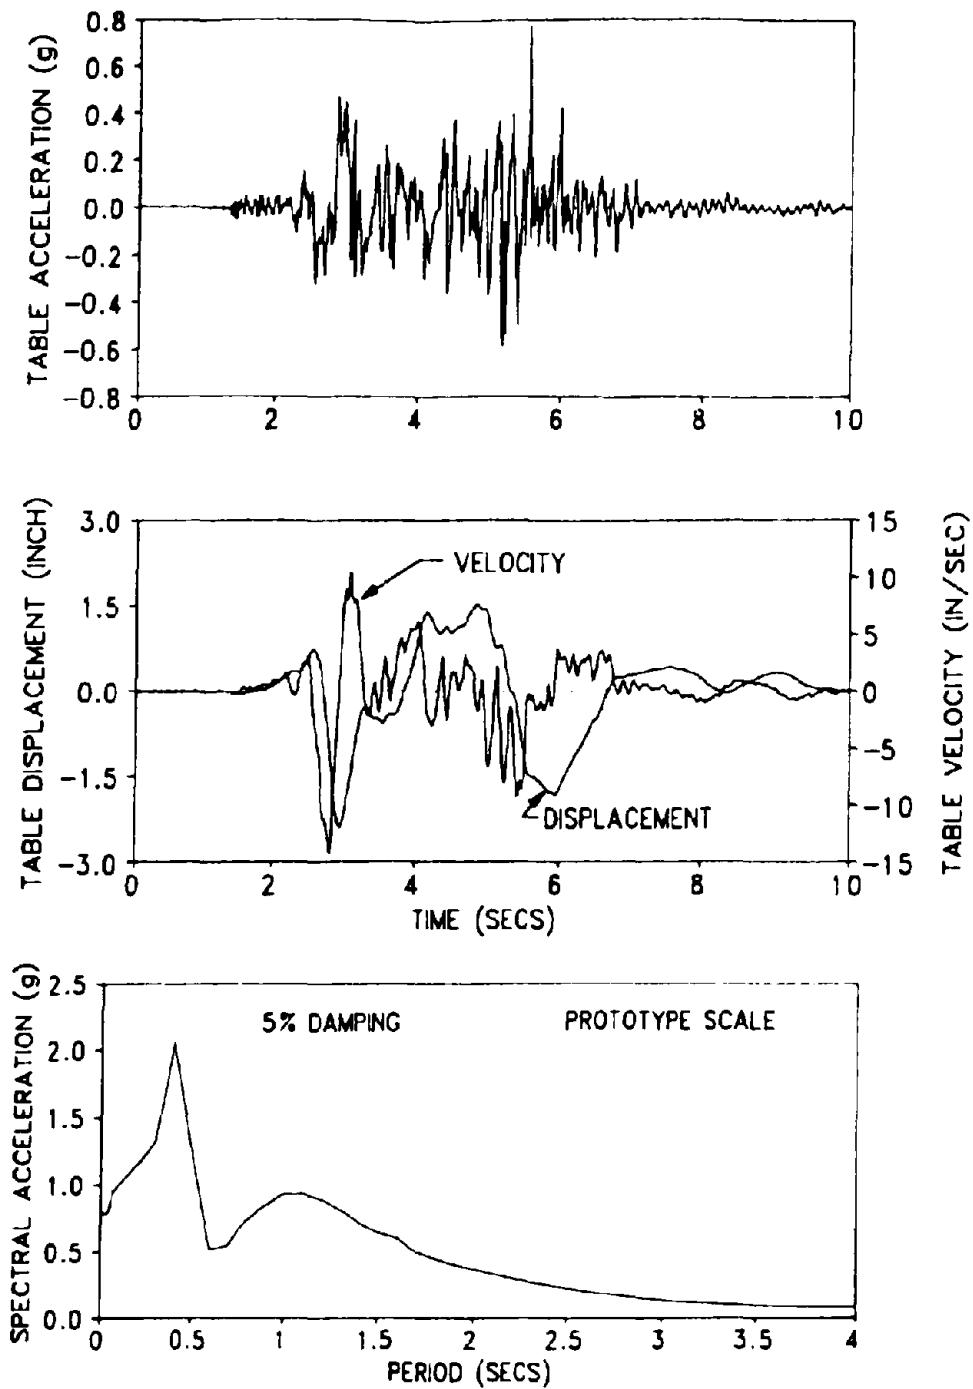 TABLE ACCELERATION (g)
0.8
0.6
0.4
0.2
0.0
−0.2
−0.4
−0.6
−0.8
0 2 4 6 8 10
TABLE DISPLACEMENT (INCH)
3.0
1.5
0.0
−1.5
−3.0
VELOCITY
DISPLACEMENT
15
10
5
0
−5
−10
−15
TABLE VELOCITY (IN/SEC)
0 2 4 6 8 10
TIME (SECS)
SPECTRAL ACCELERATION (g)
2.5
2.0
1.5
1.0
0.5
0.0
5% DAMPING PROTOTYPE SCALE
0 0.5 1 1.5 2 2.5 3 3.5 4
PERIOD (SECS)